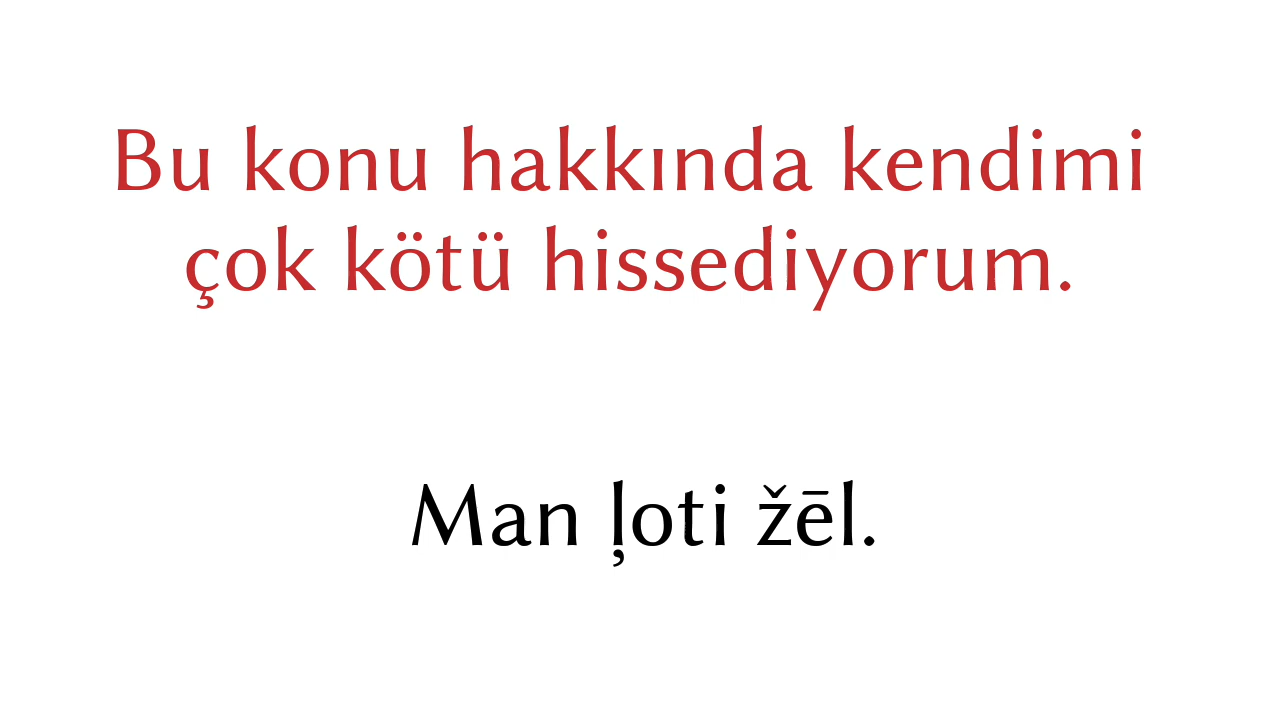 Bu konu hakkında kendimi
çok kötü hissediyorum.
Man ļoti žēl.